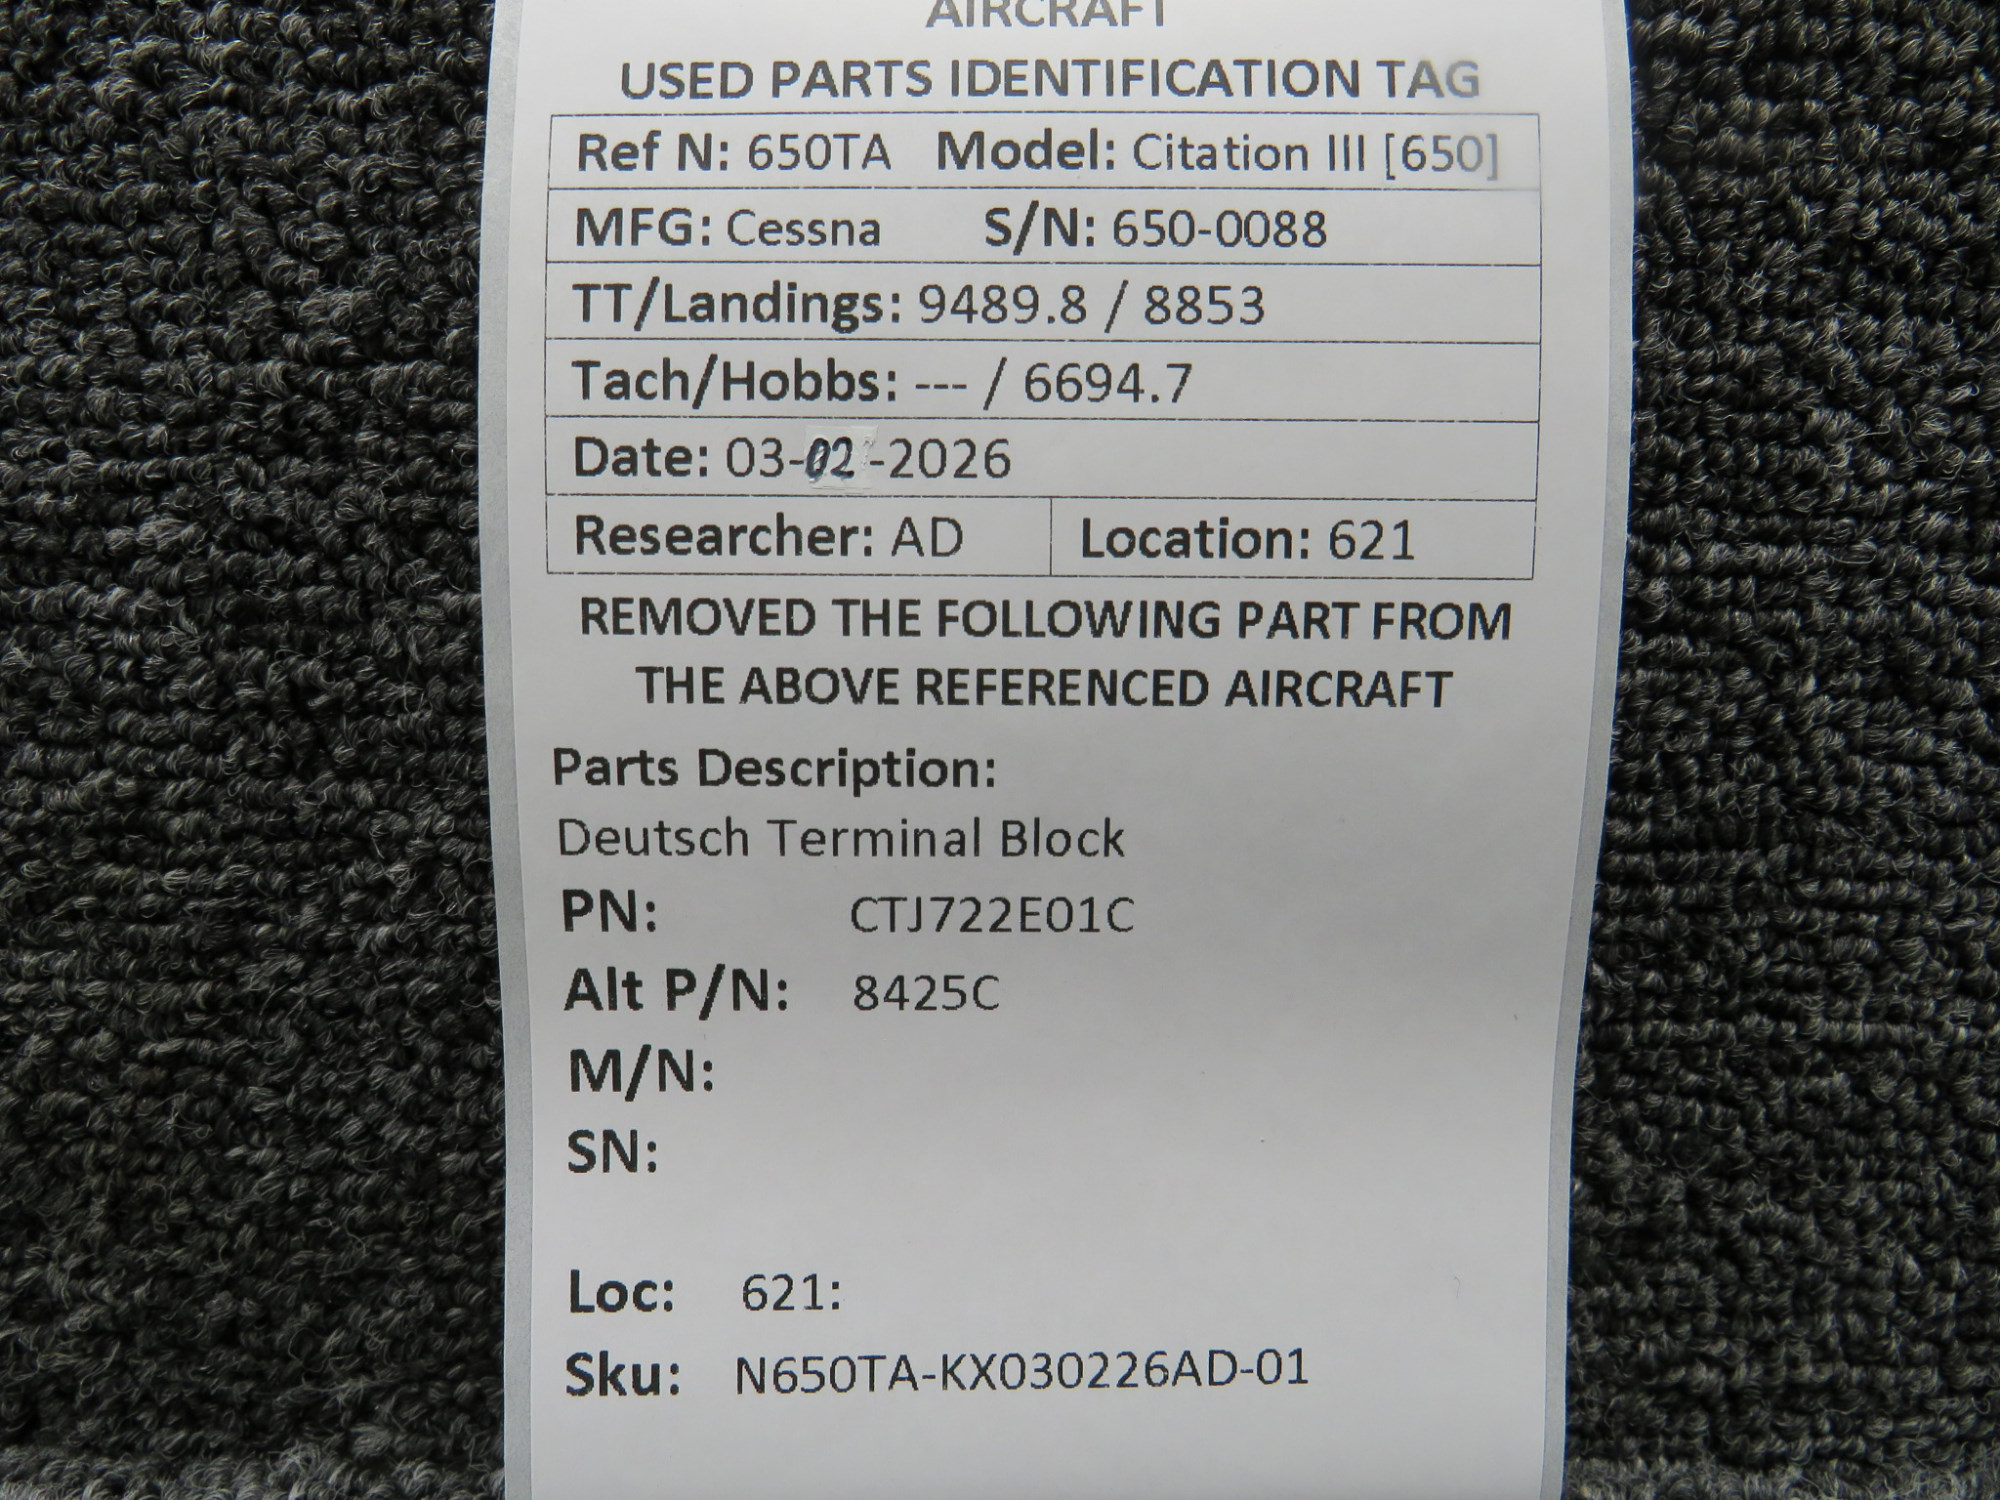 AIRCRAFT
USED PARTS IDENTIFICATION TAG
Ref N: 650TA Model: Citation III [650]
MFG: Cessna S/N: 650-0088
TT/Landings: 9489.8 / 8853
Tach/Hobbs: --- / 6694.7
Date: 03-02-2026
Researcher: AD Location: 621
REMOVED THE FOLLOWING PART FROM
THE ABOVE REFERENCED AIRCRAFT
Parts Description:
Deutsch Terminal Block
PN: CTJ722E01C
Alt P/N: 8425C
M/N:
SN:
Loc: 621:
Sku: N650TA-KX030226AD-01